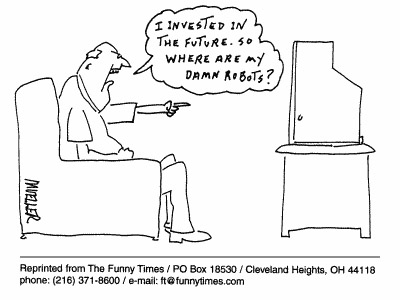 I INVESTED IN
THE FUTURE. SO
WHERE ARE MY
DAMN ROBOTS?
MUELLER
Reprinted from The Funny Times / PO Box 18530 / Cleveland Heights, OH 44118
phone: (216) 371-8600 / e-mail: ft@funnytimes.com